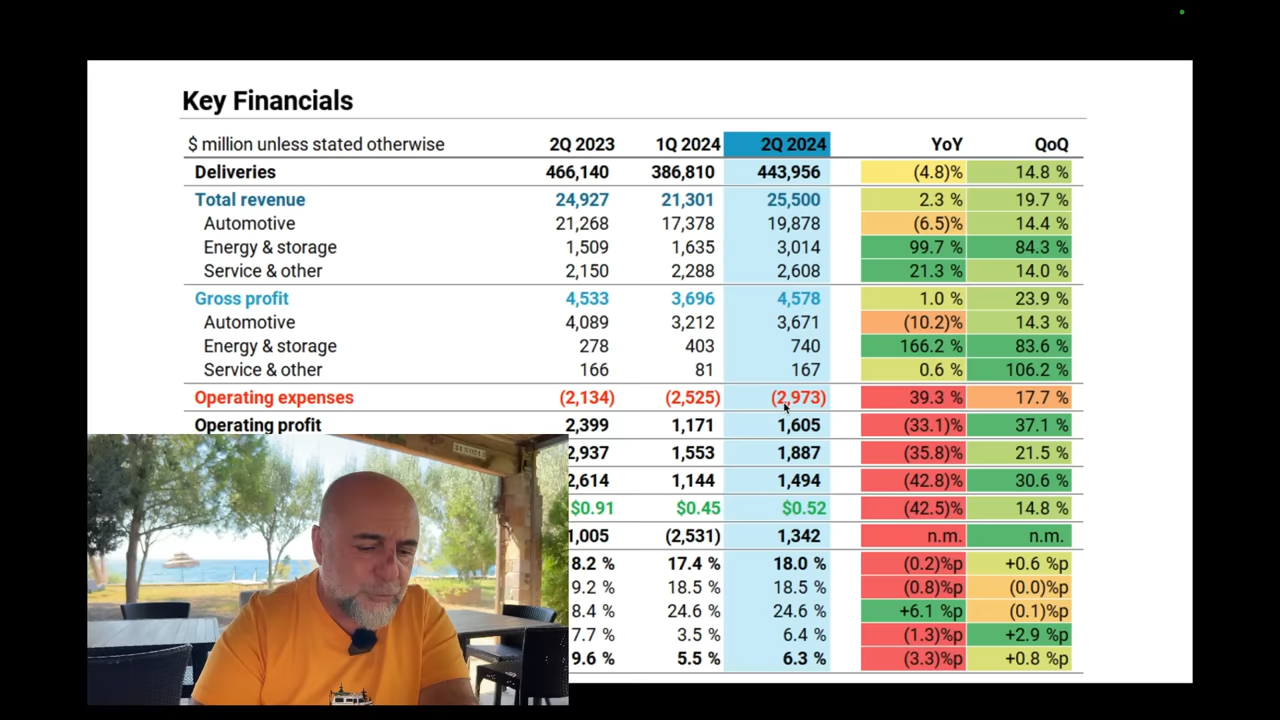 Key Financials
$ million unless stated otherwise 2Q 2023 1Q 2024 2Q 2024 YoY QoQ
Deliveries 466,140 386,810 443,956 (4.8)% 14.8 %
Total revenue 24,927 21,301 25,500 2.3 % 19.7 %
Automotive 21,268 17,378 19,878 (6.5)% 14.4 %
Energy & storage 1,509 1,635 3,014 99.7 % 84.3 %
Service & other 2,150 2,288 2,608 21.3 % 14.0 %
Gross profit 4,533 3,696 4,578 1.0 % 23.9 %
Automotive 4,089 3,212 3,671 (10.2)% 14.3 %
Energy & storage 278 403 740 166.2 % 83.6 %
Service & other 166 81 167 0.6 % 106.2 %
Operating expenses (2,134) (2,525) (2,973) 39.3 % 17.7 %
Operating profit 2,399 1,171 1,605 (33.1)% 37.1 %
2,937 1,553 1,887 (35.8)% 21.5 %
2,614 1,144 1,494 (42.8)% 30.6 %
$0.91 $0.45 $0.52 (42.5)% 14.8 %
1,005 (2,531) 1,342 n.m. n.m.
8.2 % 17.4 % 18.0 % (0.2)%p +0.6 %p
9.2 % 18.5 % 18.5 % (0.8)%p (0.0)%p
8.4 % 24.6 % 24.6 % +6.1 %p (0.1)%p
7.7 % 3.5 % 6.4 % (1.3)%p +2.9 %p
9.6 % 5.5 % 6.3 % (3.3)%p +0.8 %p